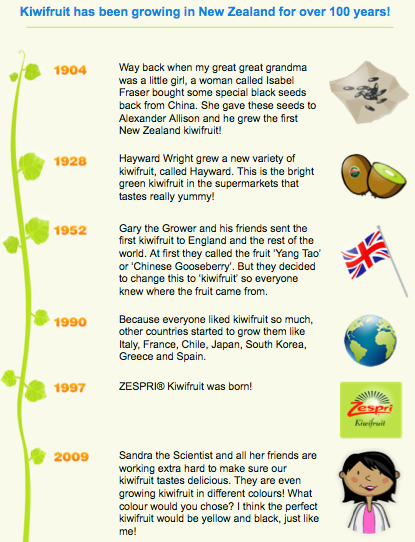 Kiwifruit has been growing in New Zealand for over 100 years!
1904
Way back when my great great grandma
was a little girl, a woman called Isabel
Fraser bought some special black seeds
back from China. She gave these seeds to
Alexander Allison and he grew the first
New Zealand kiwifruit!
1928
Hayward Wright grew a new variety of
kiwifruit, called Hayward. This is the bright
green kiwifruit in the supermarkets that
tastes really yummy!
1952
Gary the Grower and his friends sent the
first kiwifruit to England and the rest of the
world. At first they called the fruit 'Yang Tao'
or 'Chinese Gooseberry'. But they decided
to change this to 'kiwifruit' so everyone
knew where the fruit came from.
1990
Because everyone liked kiwifruit so much,
other countries started to grow them like
Italy, France, Chile, Japan, South Korea,
Greece and Spain.
1997
ZESPRI® Kiwifruit was born!
Zespri
Kiwifruit
2009
Sandra the Scientist and all her friends are
working extra hard to make sure our
kiwifruit tastes delicious. They are even
growing kiwifruit in different colours! What
colour would you chose? I think the perfect
kiwifruit would be yellow and black, just like
me!